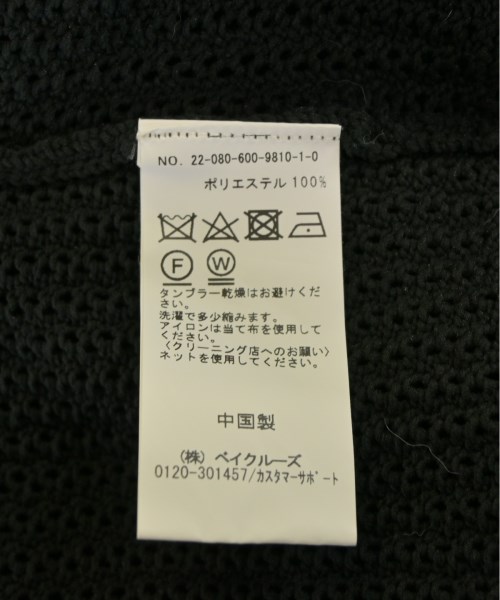 NO. 22-080-600-9810-1-0
ポリエステル 100%
F W
タンブラー乾燥はお避けくだ
さい。
洗濯で多少縮みます。
アイロンは当て布を使用して
ください。
〈クリーニング店へのお願い〉
ネットを使用してください。
中国製
(株) ベイクルーズ
0120-301457/カスタマーサポート